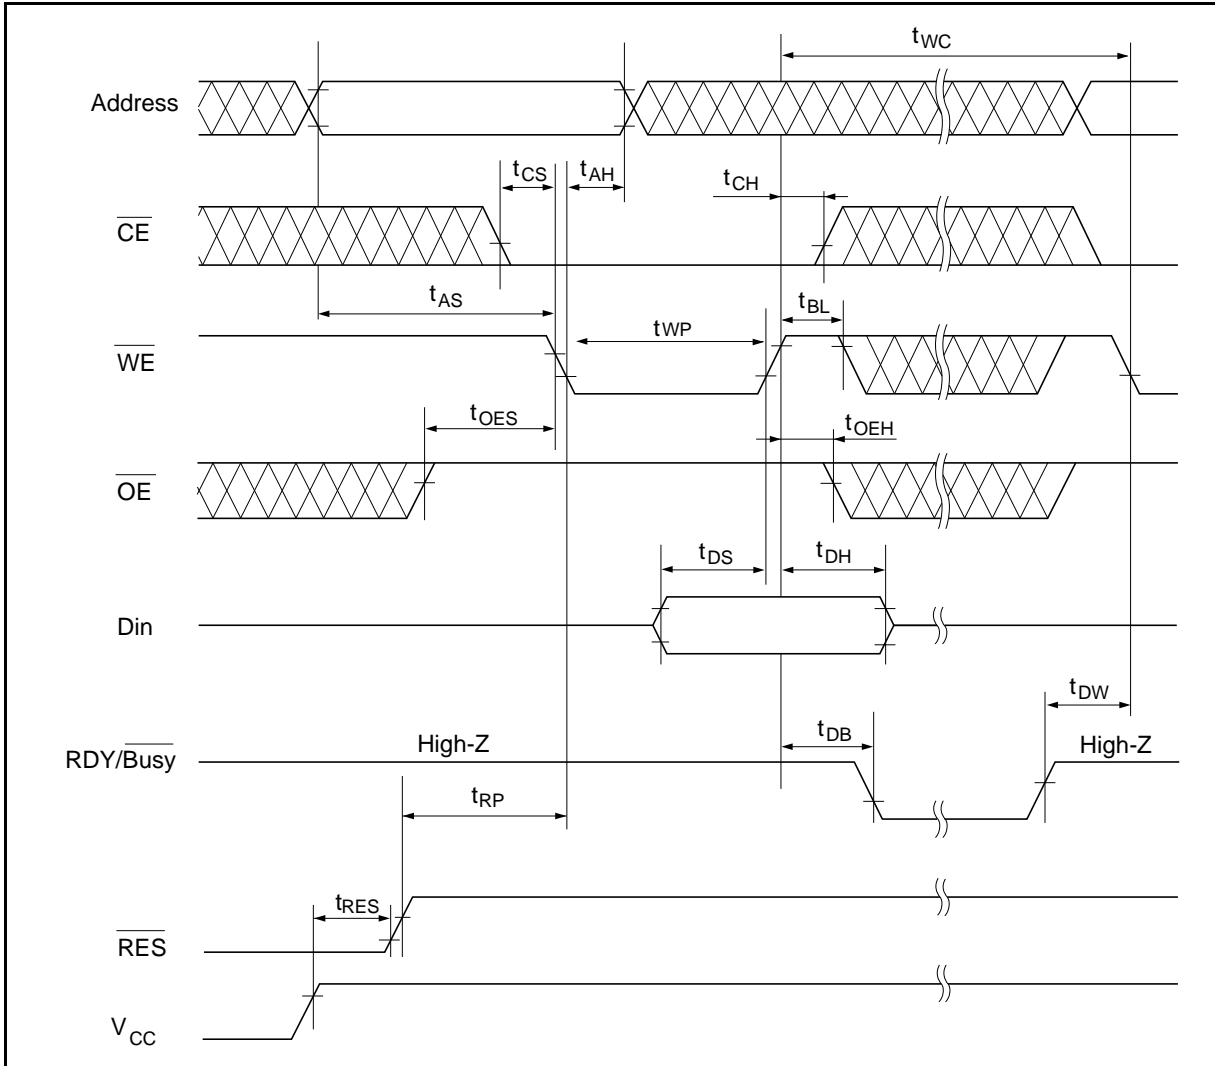 tWC
Address
tCS tAH
tCH
CE
tAS
tBL
tWP
WE
tOES
tOEH
OE
tDS tDH
Din
tDW
tDB
High-Z High-Z
RDY/Busy
tRP
tRES
RES
VCC